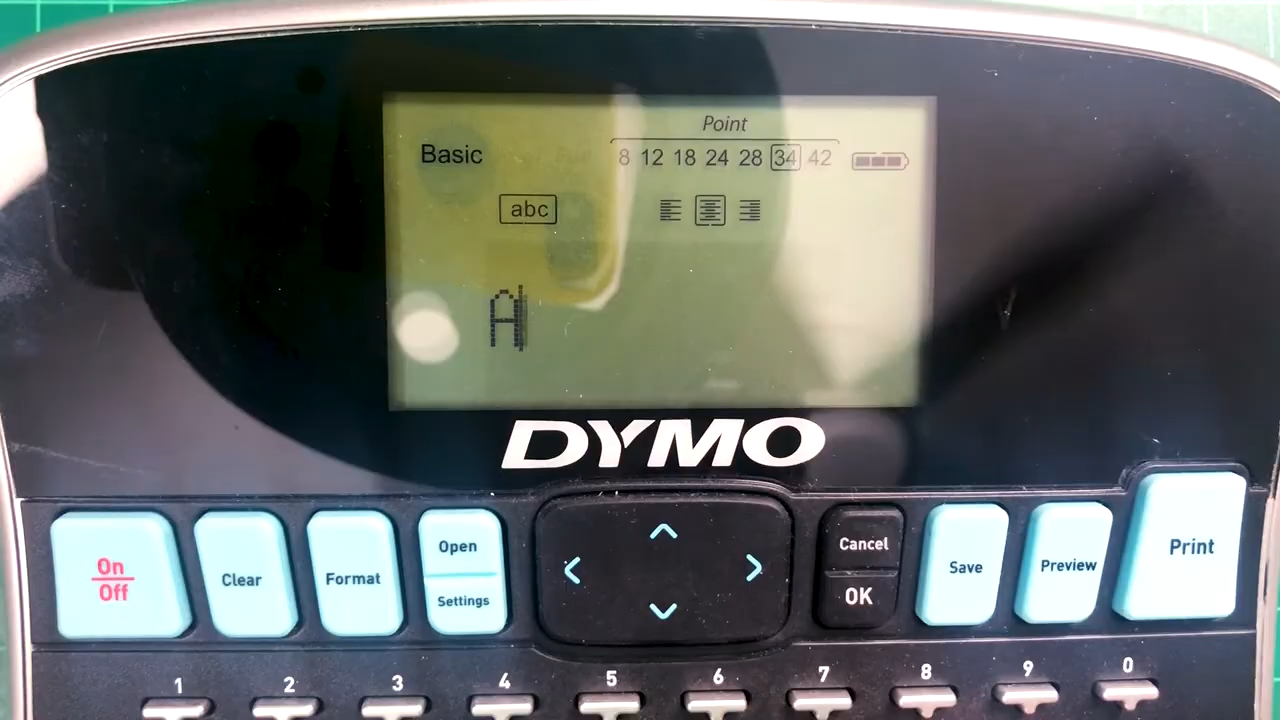 Point
Basic 8 12 18 24 28 34 42
abc
A
DYMO
On
Off
Clear
Format
Open
Settings
Cancel
OK
Save
Preview
Print
1 2 3 4 5 6 7 8 9 0